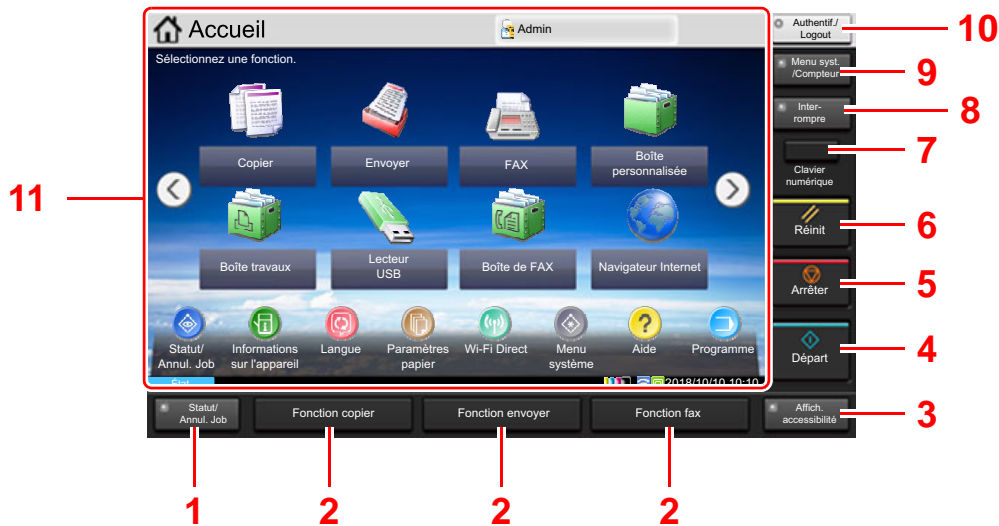 Accueil
Admin
Sélectionnez une fonction.
Copier
Envoyer
FAX
Boîte
personnalisée
Boîte travaux
Lecteur
USB
Boîte de FAX
Navigateur Internet
Statut/
Annul. Job
Informations
sur l'appareil
Langue
Paramètres
papier
Wi-Fi Direct
Menu
système
Aide
Programme
État
2018/10/10 10:10
Authentif./
Logout
10
Menu syst.
/Compteur
9
Inter-
rompre
8
7
Clavier
numérique
Réinit
6
Arrêter
5
Départ
4
11
Statut/
Annul. Job
Fonction copier
Fonction envoyer
Fonction fax
Affich.
accessibilité
3
1
2
2
2